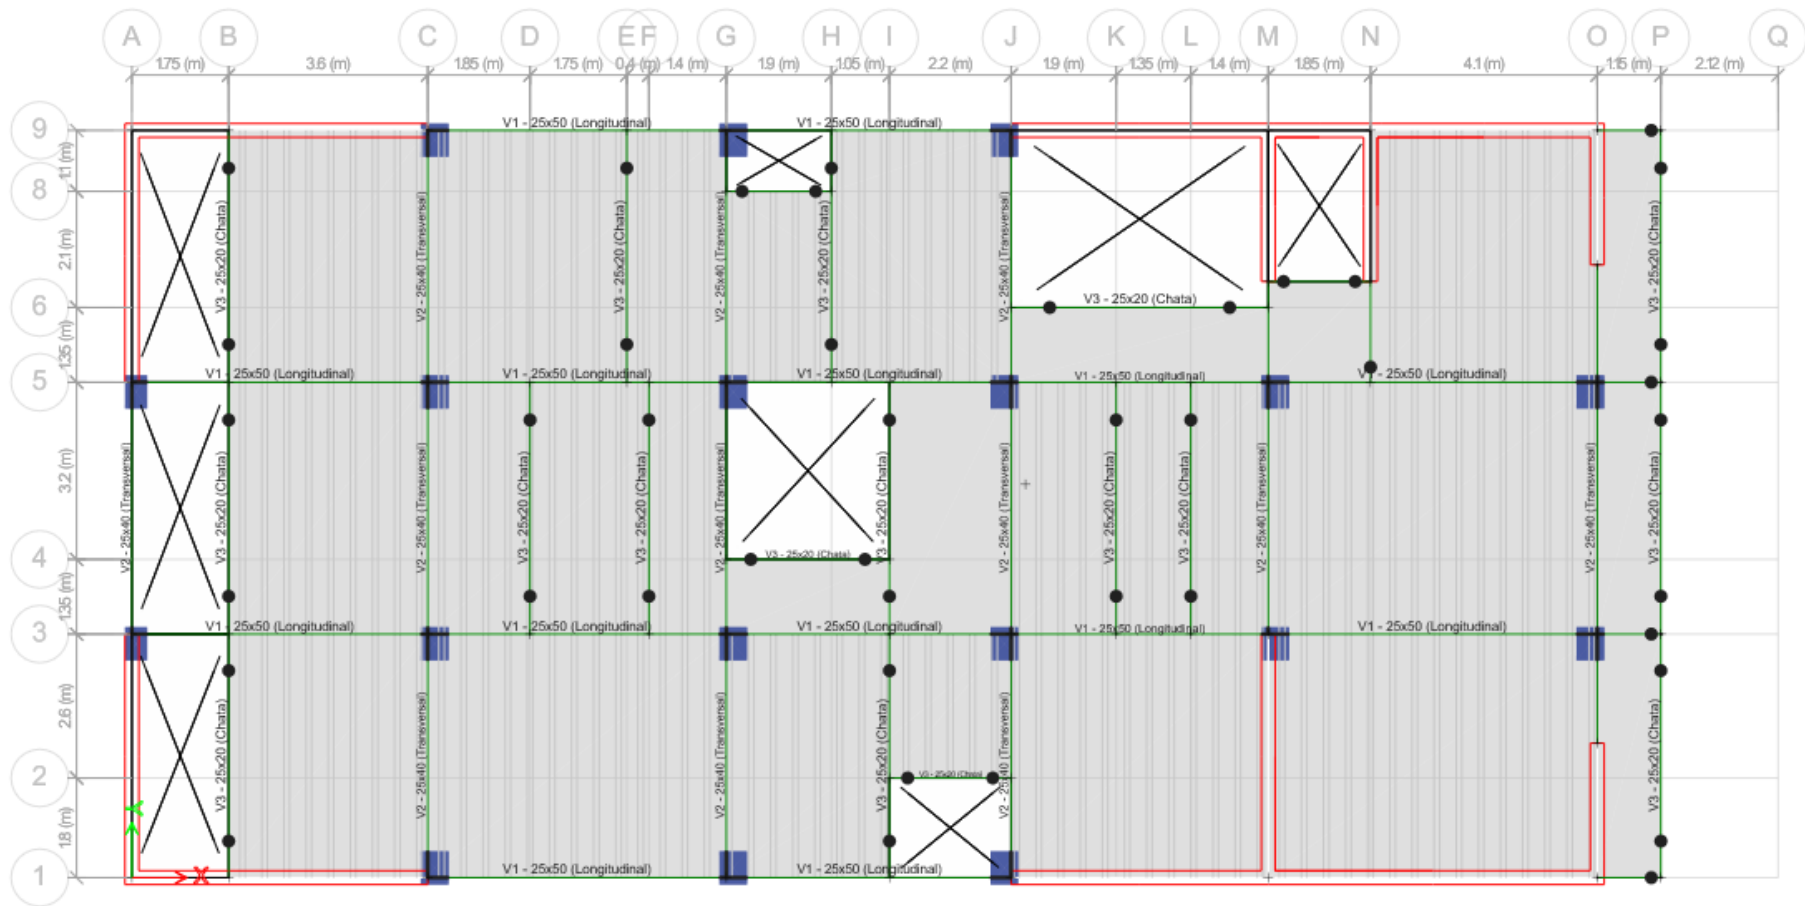 A B C D E F G H I J K L M N O P Q
1.75 (m) 3.6 (m) 1.85 (m) 1.75 (m) 0.4 (m) 1.4 (m) 1.9 (m) 1.05 (m) 2.2 (m) 1.9 (m) 1.35 (m) 1.4 (m) 1.85 (m) 4.1 (m) 1.15 (m) 2.12 (m)
9
V1 - 25x50 (Longitudinal) V1 - 25x50 (Longitudinal)
1.1 (m)
8
2.1 (m)
V3 - 25x20 (Chata) V2 - 25x40 (Transversal) V3 - 25x20 (Chata) V2 - 25x40 (Transversal) V3 - 25x20 (Chata) V2 - 25x40 (Transversal) V3 - 25x20 (Chata)
V3 - 25x20 (Chata)
6
1.35 (m)
V1 - 25x50 (Longitudinal) V1 - 25x50 (Longitudinal) V1 - 25x50 (Longitudinal) V1 - 25x50 (Longitudinal) V1 - 25x50 (Longitudinal)
5
3.2 (m)
V2 - 25x40 (Transversal) V3 - 25x20 (Chata) V2 - 25x40 (Transversal) V3 - 25x20 (Chata) V3 - 25x20 (Chata) V2 - 25x40 (Transversal) V3 - 25x20 (Chata) V2 - 25x40 (Transversal) V3 - 25x20 (Chata) V3 - 25x20 (Chata) V2 - 25x40 (Transversal) V2 - 25x40 (Transversal) V3 - 25x20 (Chata)
V3 - 25x20 (Chata)
4
1.35 (m)
V1 - 25x50 (Longitudinal) V1 - 25x50 (Longitudinal) V1 - 25x50 (Longitudinal) V1 - 25x50 (Longitudinal) V1 - 25x50 (Longitudinal)
3
2.6 (m)
V3 - 25x20 (Chata) V2 - 25x40 (Transversal) V2 - 25x40 (Transversal) V3 - 25x20 (Chata) V2 - 25x40 (Transversal) V3 - 25x20 (Chata)
V3 - 25x20 (Chata)
2
1.8 (m)
Y
X
V1 - 25x50 (Longitudinal) V1 - 25x50 (Longitudinal)
1